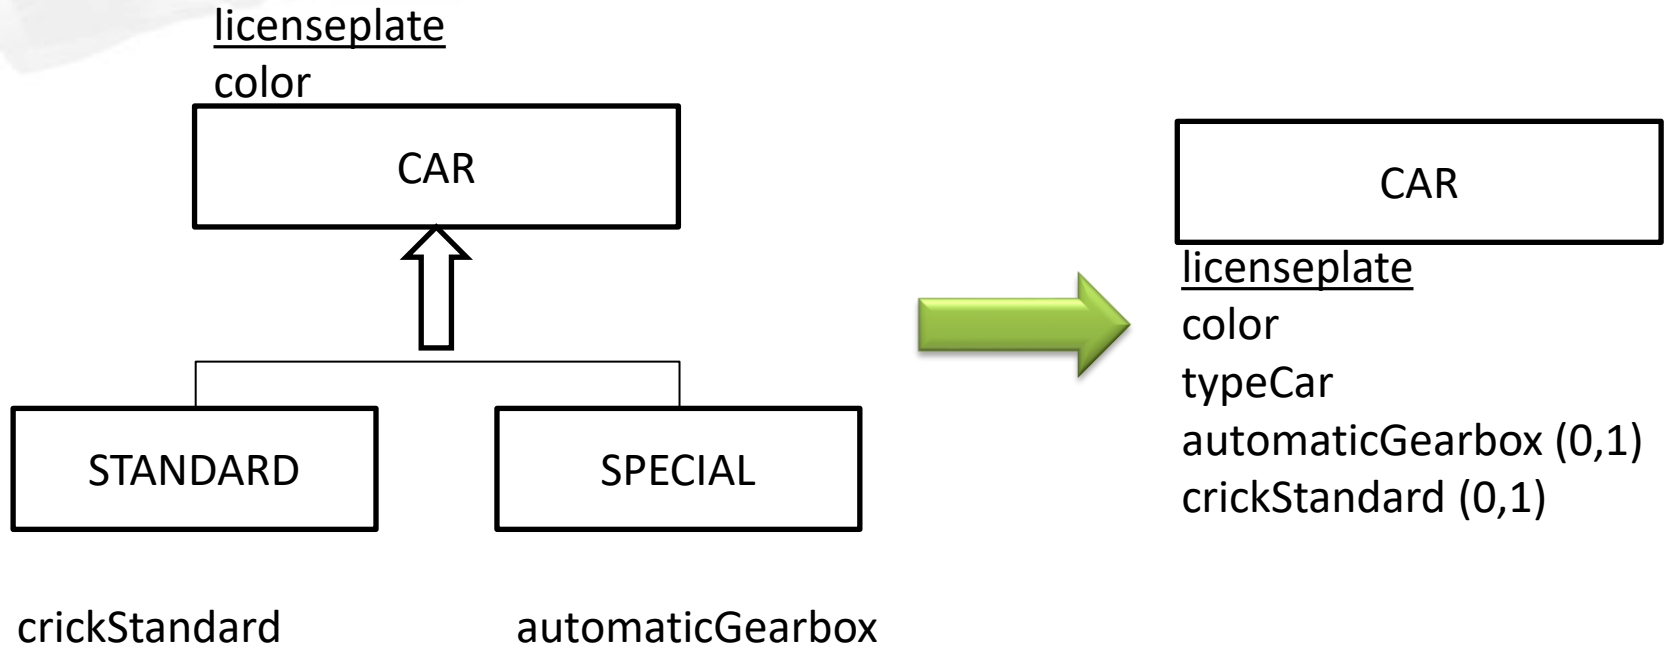 licenseplate
color
CAR
STANDARD
SPECIAL
crickStandard
automaticGearbox
CAR
licenseplate
color
typeCar
automaticGearbox (0,1)
crickStandard (0,1)